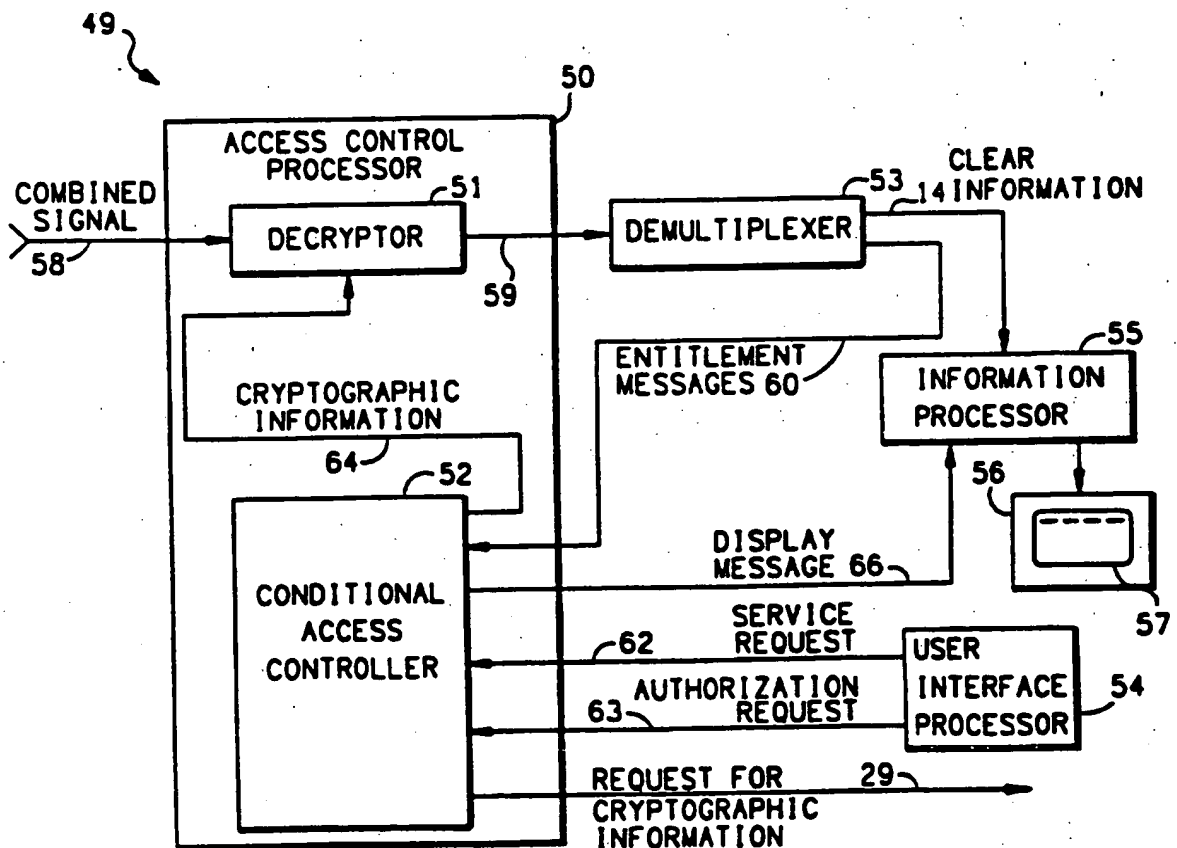 49
50
ACCESS CONTROL
PROCESSOR
COMBINED
SIGNAL
58
51
DECRYPTOR
59
53
DEMULTIPLEXER
CLEAR
14 INFORMATION
ENTITLEMENT
MESSAGES 60
55
INFORMATION
PROCESSOR
CRYPTOGRAPHIC
INFORMATION
64
52
CONDITIONAL
ACCESS
CONTROLLER
56
57
DISPLAY
MESSAGE 66
SERVICE
REQUEST
62
AUTHORIZATION
REQUEST
63
USER
INTERFACE
PROCESSOR
54
REQUEST FOR
CRYPTOGRAPHIC
INFORMATION
29